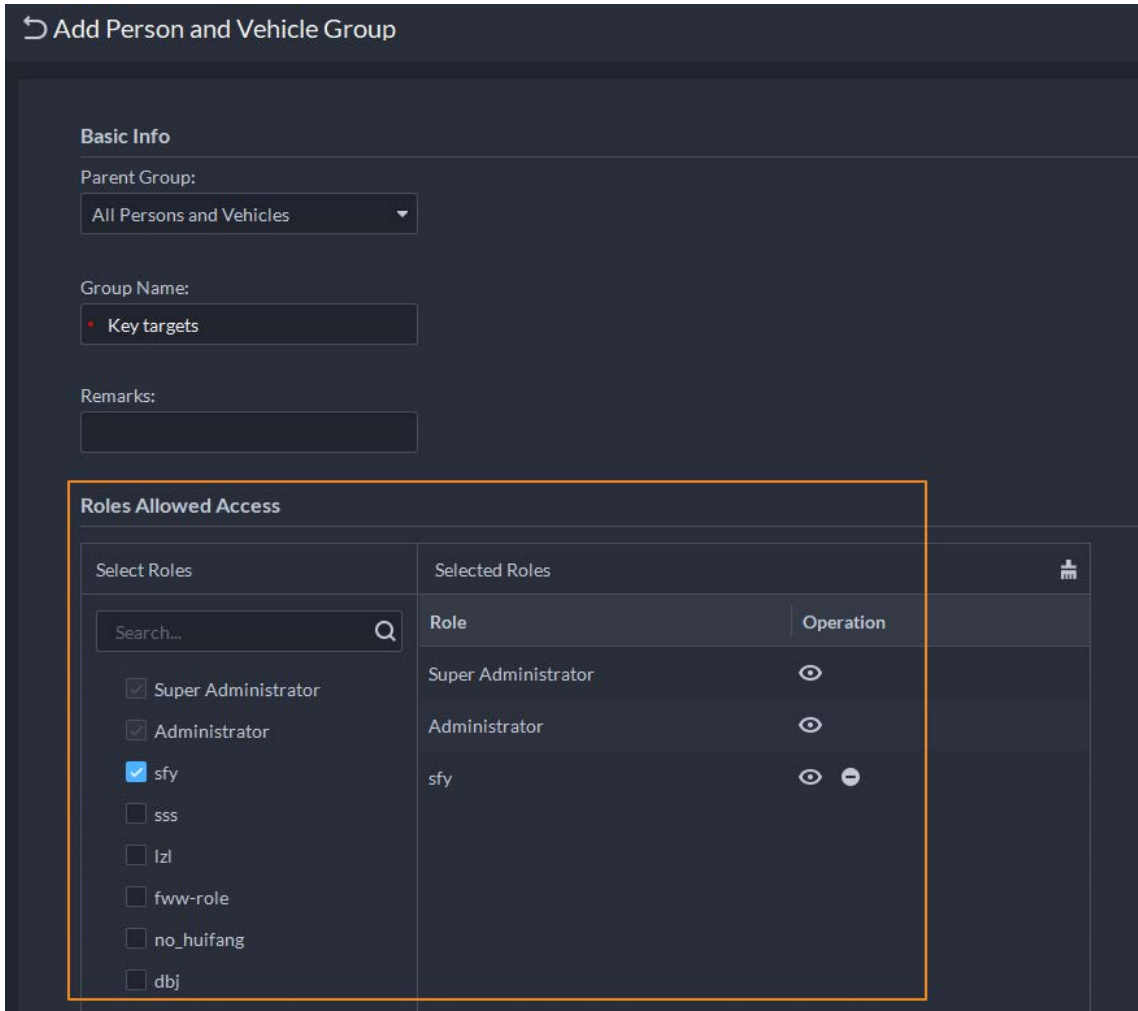 Add Person and Vehicle Group
Basic Info
Parent Group:
All Persons and Vehicles
Group Name:
* Key targets
Remarks:
Roles Allowed Access
Select Roles
Selected Roles
Search...
Role Operation
Super Administrator
Administrator
sfy
sss
lzl
fww-role
no_huifang
dbj
Super Administrator
Administrator
sfy